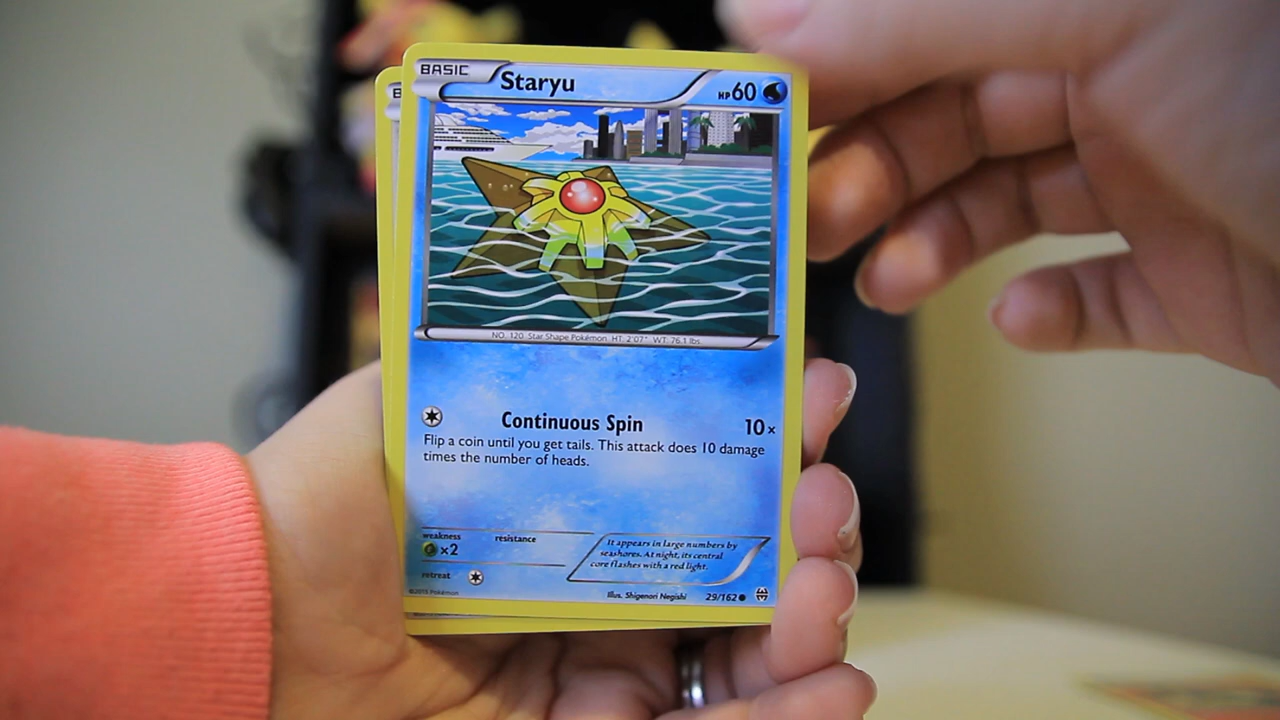 BASIC Staryu HP60
B
NO. 120 Star Shape Pokémon HT: 2'07" WT: 76.1 lbs.
Continuous Spin 10×
Flip a coin until you get tails. This attack does 10 damage
times the number of heads.
weakness resistance
×2
retreat
It appears in large numbers by
seashores. At night, its central
core flashes with a red light.
©2015 Pokémon Illus. Shigenori Negishi 29/162